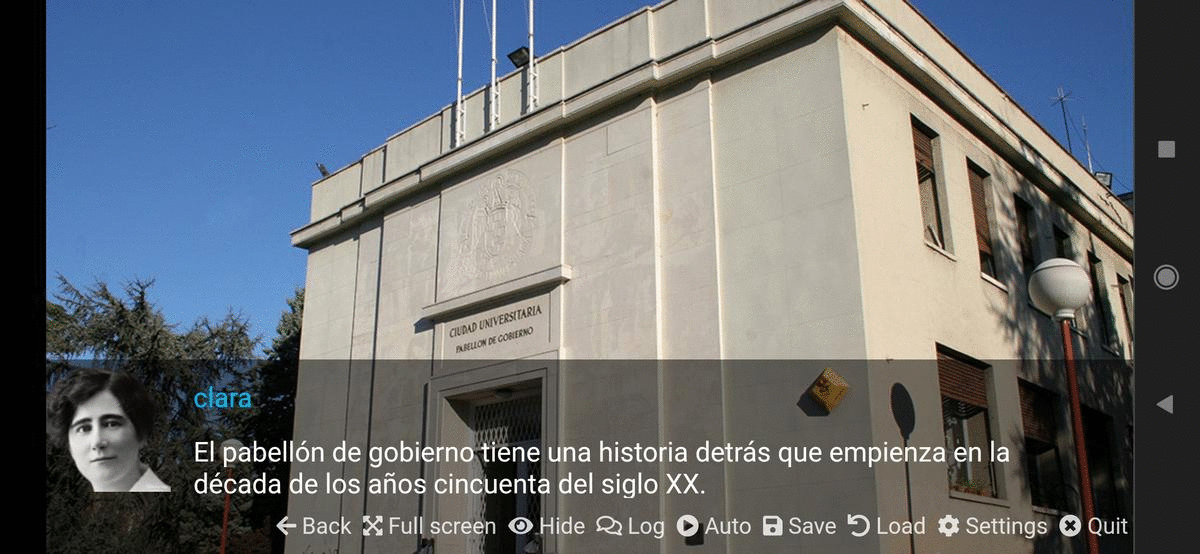 CIUDAD UNIVERSITARIA
PABELLON DE GOBIERNO
clara
El pabellón de gobierno tiene una historia detrás que empienza en la
década de los años cincuenta del siglo XX.
Back Full screen Hide Log Auto Save Load Settings Quit